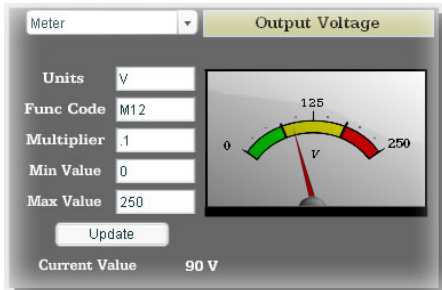 Meter
Output Voltage
Units V
Func Code M12
Multiplier .1
Min Value 0
Max Value 250
Update
Current Value 90 V
0
125
250
V